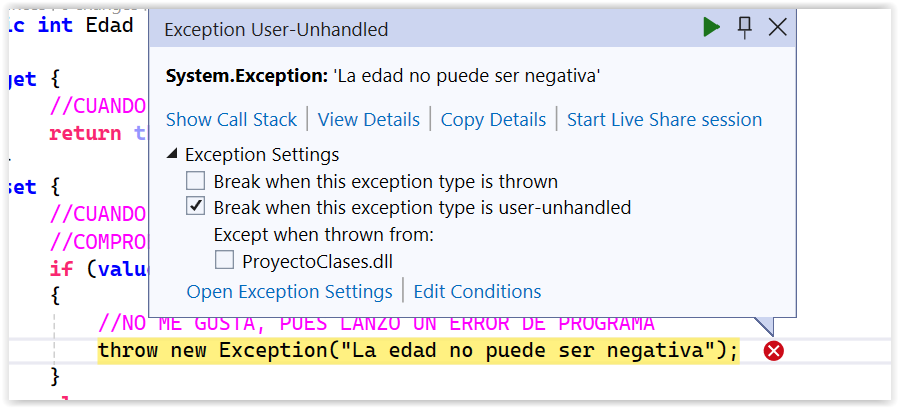 ic int Edad
Exception User-Unhandled
System.Exception: 'La edad no puede ser negativa'
get {
//CUANDO
Show Call Stack | View Details | Copy Details | Start Live Share session
return
Exception Settings
Break when this exception type is thrown
set {
Break when this exception type is user-unhandled
//CUANDO
Except when thrown from:
//COMPRO
ProyectoClases.dll
if (value
{
Open Exception Settings | Edit Conditions
//NO ME GUSTA, PUES LANZO UN ERROR DE PROGRAMA
throw new Exception("La edad no puede ser negativa");
}